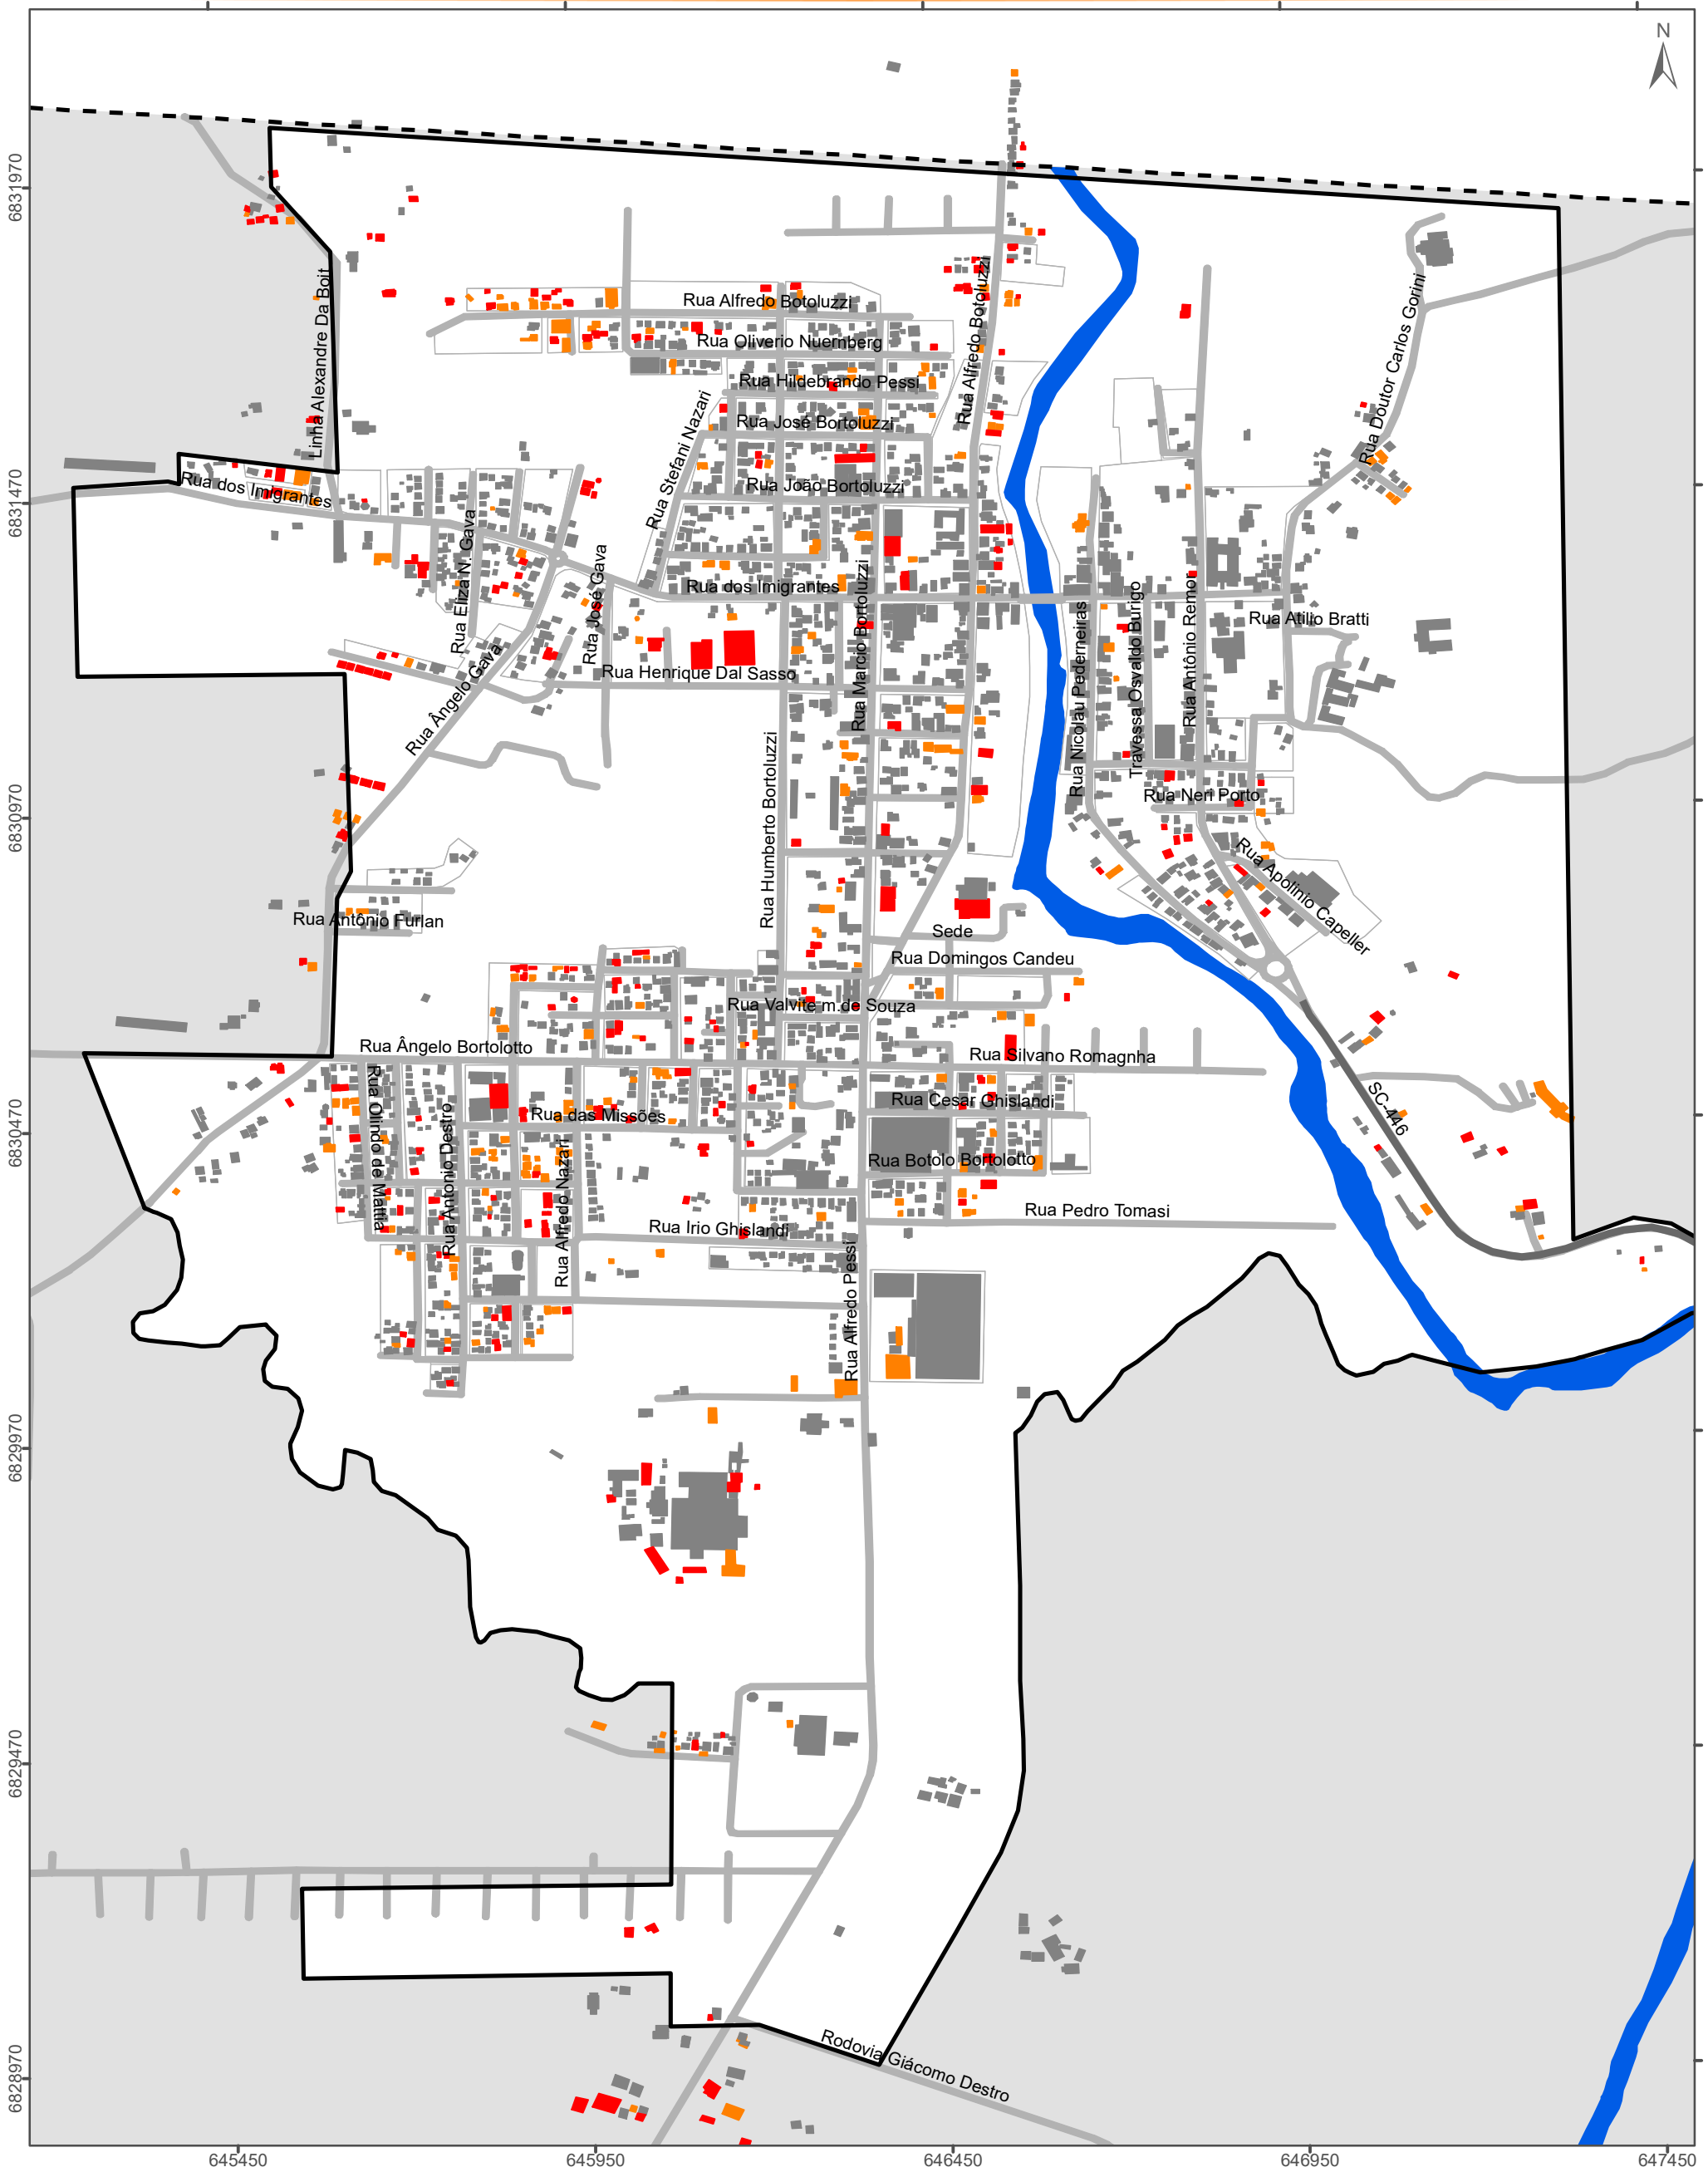 N
6831970
Linha Alexandre Da Boit
Rua Alfredo Botoluzzi
Rua Alfredo Botoluzzi
Rua Doutor Carlos Gorini
Rua Oliverio Nuernberg
Rua Hildebrando Pessi
Rua José Bortoluzzi
Rua Stefani Nazari
Rua João Bortoluzzi
Rua dos Imigrantes
6831470
Rua Eliza N. Gava
Rua José Gava
Rua dos Imigrantes
Rua Marcio Bortoluzzi
Rua Nicolau Pederneiras
Travessa Osvaldo Burigo
Rua Antônio Remor
Rua Atilio Bratti
Rua Henrique Dal Sasso
Rua Ângelo Gava
Rua Humberto Bortoluzzi
6830970
Rua Neri Porto
Rua Apolinio Capeller
Rua Antônio Furlan
Sede
Rua Domingos Candeu
Rua Valvite m.de Souza
Rua Ângelo Bortolotto
Rua Silvano Romagnha
Rua Olindo de Mattia
Rua Antonio Destro
Rua das Missões
Rua Cesar Ghislandi
SC-446
6830470
Rua Alfredo Nazari
Rua Botolo Bortolotto
Rua Irio Ghislandi
Rua Pedro Tomasi
Rua Alfredo Pessi
6829970
6829470
6828970
Rodovia Giácomo Destro
645450
645950
646450
646950
647450